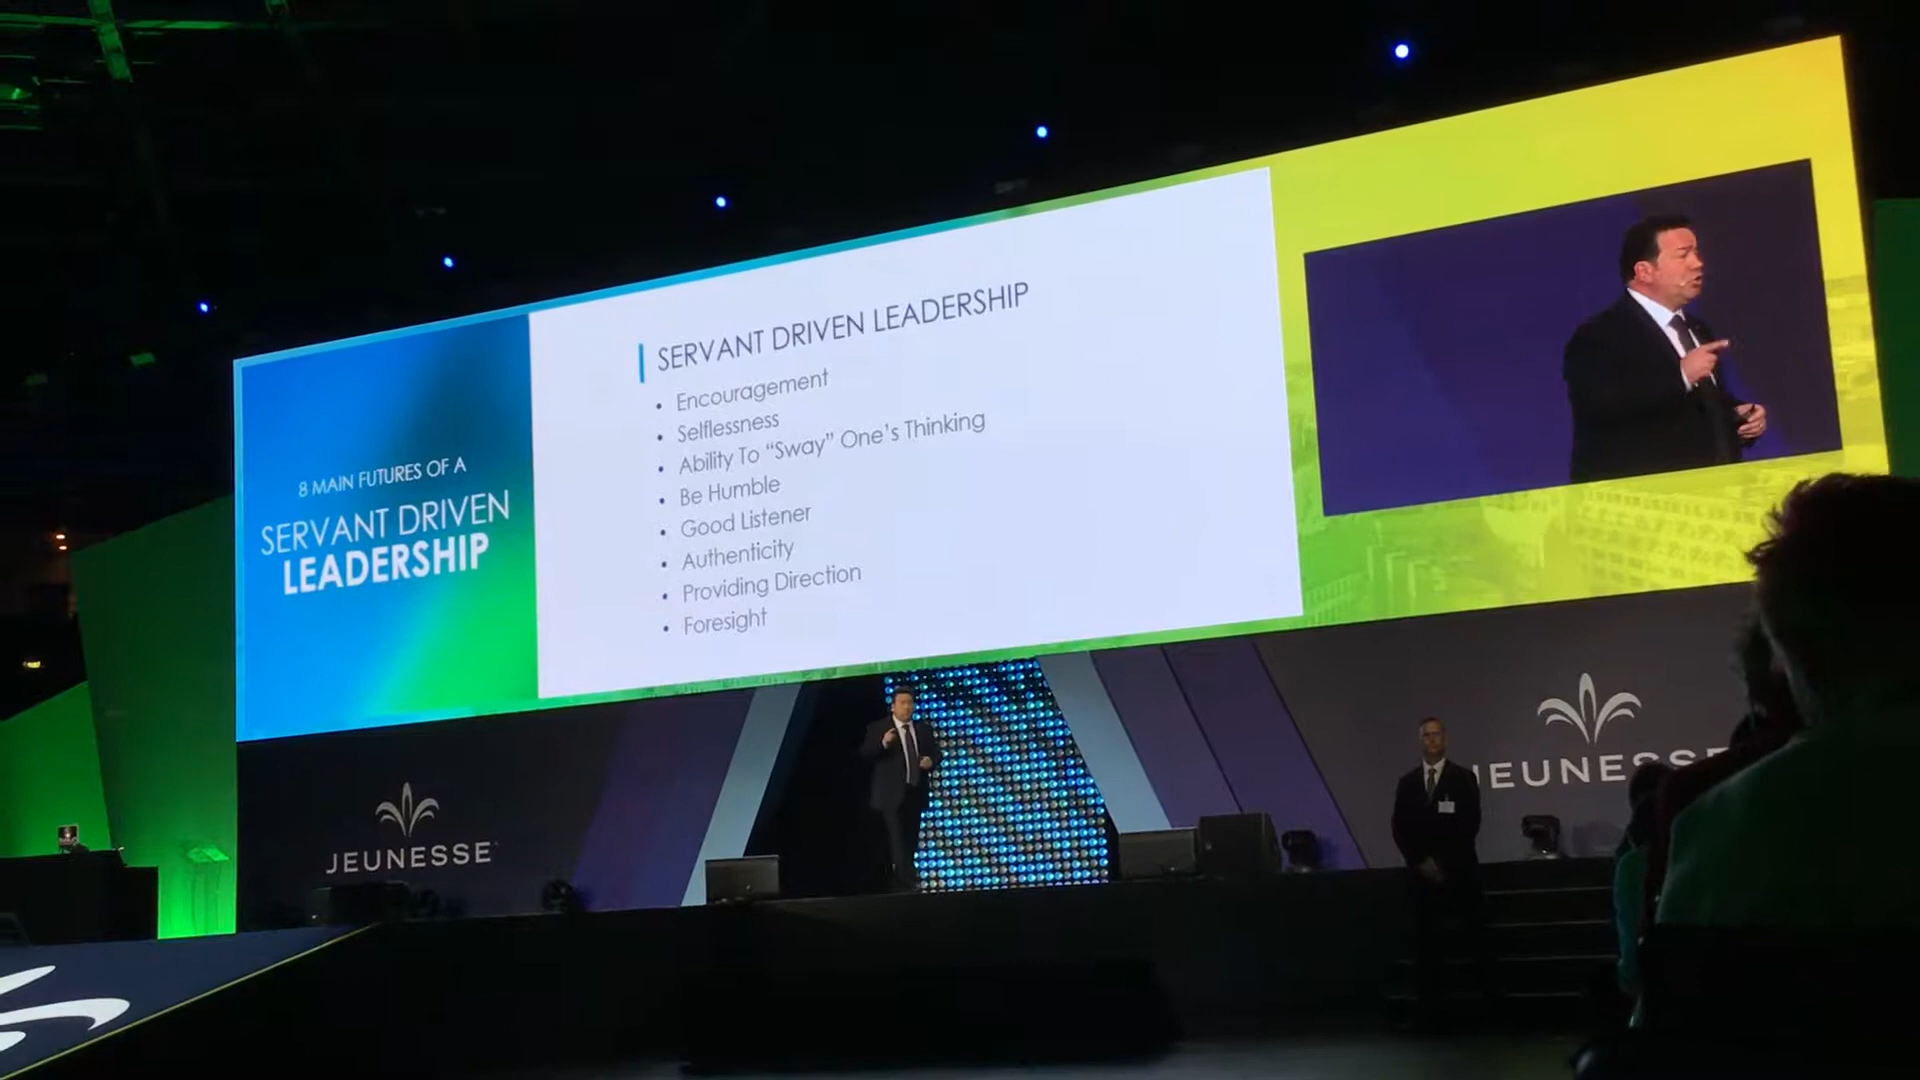 8 MAIN FUTURES OF A
SERVANT DRIVEN
LEADERSHIP
SERVANT DRIVEN LEADERSHIP
• Encouragement
• Selflessness
• Ability To “Sway” One’s Thinking
• Be Humble
• Good Listener
• Authenticity
• Providing Direction
• Foresight
JEUNESSE
JEUNESSE